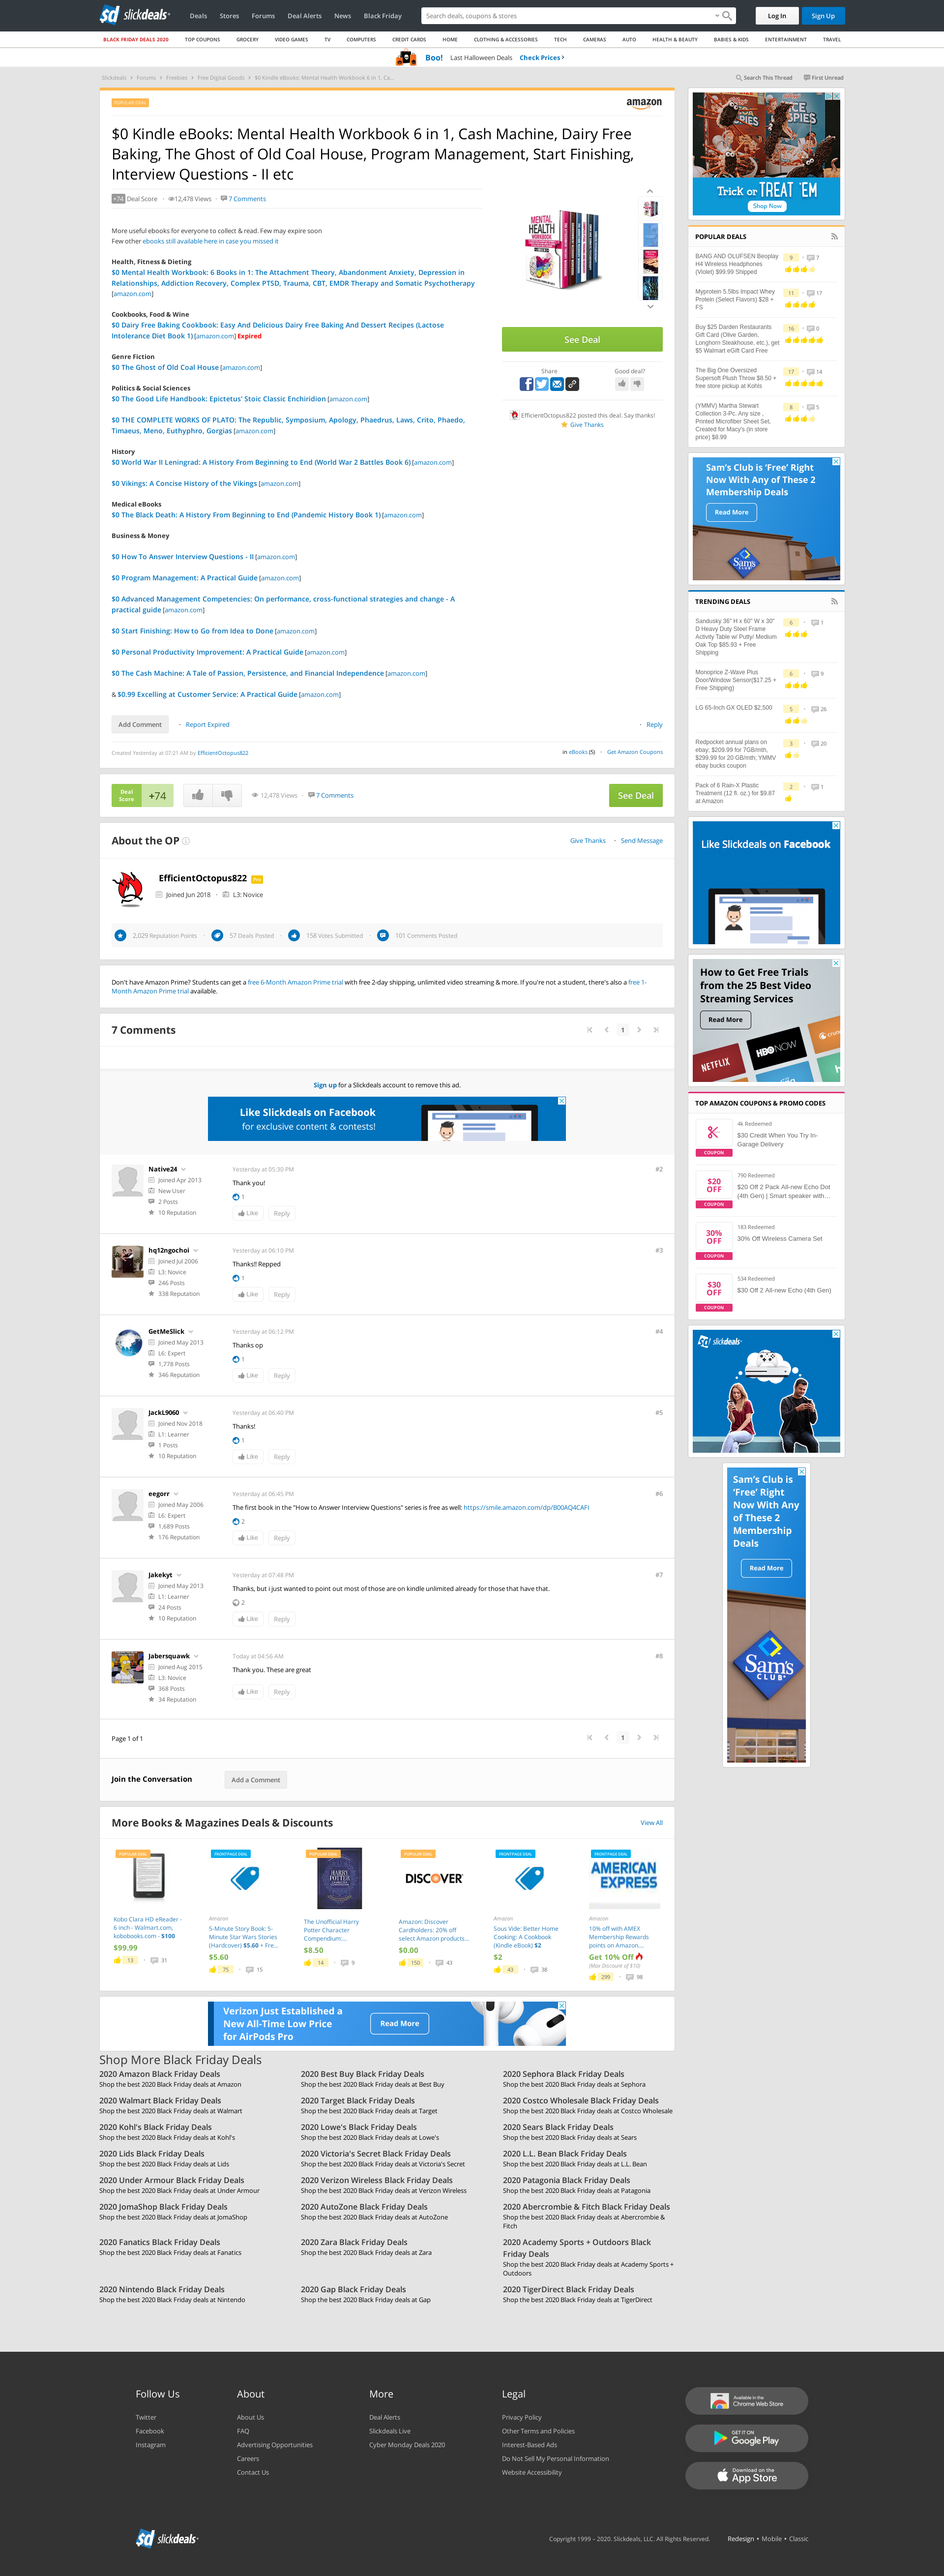 slickdeals
Deals
Stores
Forums
Deal Alerts
News
Black Friday
Search deals, coupons & stores
Log In
Sign Up
BLACK FRIDAY DEALS 2020
TOP COUPONS
GROCERY
VIDEO GAMES
TV
COMPUTERS
CREDIT CARDS
HOME
CLOTHING & ACCESSORIES
TECH
CAMERAS
AUTO
HEALTH & BEAUTY
BABIES & KIDS
ENTERTAINMENT
TRAVEL
Boo! Last Halloween Deals Check Prices
Slickdeals > Forums > Freebies > Free Digital Goods > $0 Kindle eBooks: Mental Health Workbook 6 in 1, Ca...
Search This Thread
First Unread
POPULAR DEAL
amazon
$0 Kindle eBooks: Mental Health Workbook 6 in 1, Cash Machine, Dairy Free
Baking, The Ghost of Old Coal House, Program Management, Start Finishing,
Interview Questions - II etc
+74 Deal Score
12,478 Views
7 Comments
More useful ebooks for everyone to collect & read. Few may expire soon
Few other ebooks still available here in case you missed it
Health, Fitness & Dieting
$0 Mental Health Workbook: 6 Books in 1: The Attachment Theory, Abandonment Anxiety, Depression in
Relationships, Addiction Recovery, Complex PTSD, Trauma, CBT, EMDR Therapy and Somatic Psychotherapy
[amazon.com]
Cookbooks, Food & Wine
$0 Dairy Free Baking Cookbook: Easy And Delicious Dairy Free Baking And Dessert Recipes (Lactose
Intolerance Diet Book 1) [amazon.com] Expired
Genre Fiction
$0 The Ghost of Old Coal House [amazon.com]
Politics & Social Sciences
$0 The Good Life Handbook: Epictetus' Stoic Classic Enchiridion [amazon.com]
$0 THE COMPLETE WORKS OF PLATO: The Republic, Symposium, Apology, Phaedrus, Laws, Crito, Phaedo,
Timaeus, Meno, Euthyphro, Gorgias [amazon.com]
History
$0 World War II Leningrad: A History From Beginning to End (World War 2 Battles Book 6) [amazon.com]
$0 Vikings: A Concise History of the Vikings [amazon.com]
Medical eBooks
$0 The Black Death: A History From Beginning to End (Pandemic History Book 1) [amazon.com]
Business & Money
$0 How To Answer Interview Questions - II [amazon.com]
$0 Program Management: A Practical Guide [amazon.com]
$0 Advanced Management Competencies: On performance, cross-functional strategies and change - A
practical guide [amazon.com]
$0 Start Finishing: How to Go from Idea to Done [amazon.com]
$0 Personal Productivity Improvement: A Practical Guide [amazon.com]
$0 The Cash Machine: A Tale of Passion, Persistence, and Financial Independence [amazon.com]
& $0.99 Excelling at Customer Service: A Practical Guide [amazon.com]
MENTAL
HEALTH
WORKBOOK
See Deal
Share
Good deal?
EfficientOctopus822 posted this deal. Say thanks!
Give Thanks
Add Comment
Report Expired
Reply
Created Yesterday at 07:21 AM by EfficientOctopus822
in eBooks (5)
Get Amazon Coupons
Deal
Score
+74
12,478 Views
7 Comments
See Deal
About the OP
Give Thanks
Send Message
EfficientOctopus822 Pro
Joined Jun 2018
L3: Novice
2,029 Reputation Points
57 Deals Posted
158 Votes Submitted
101 Comments Posted
Don't have Amazon Prime? Students can get a free 6-Month Amazon Prime trial with free 2-day shipping, unlimited video streaming & more. If you're not a student, there's also a free 1-
Month Amazon Prime trial available.
7 Comments
1
Sign up for a Slickdeals account to remove this ad.
Like Slickdeals on Facebook
for exclusive content & contests!
Native24
Joined Apr 2013
New User
2 Posts
10 Reputation
Yesterday at 05:30 PM
#2
Thank you!
1
Like
Reply
hq12ngochoi
Joined Jul 2006
L3: Novice
246 Posts
338 Reputation
Yesterday at 06:10 PM
#3
Thanks!! Repped
1
Like
Reply
GetMeSlick
Joined May 2013
L6: Expert
1,778 Posts
346 Reputation
Yesterday at 06:12 PM
#4
Thanks op
1
Like
Reply
JackL9060
Joined Nov 2018
L1: Learner
1 Posts
10 Reputation
Yesterday at 06:40 PM
#5
Thanks!
1
Like
Reply
eegorr
Joined May 2006
L6: Expert
1,689 Posts
176 Reputation
Yesterday at 06:45 PM
#6
The first book in the "How to Answer Interview Questions" series is free as well: https://smile.amazon.com/dp/B00AQ4CAFI
2
Like
Reply
Jakekyt
Joined May 2013
L1: Learner
24 Posts
10 Reputation
Yesterday at 07:48 PM
#7
Thanks, but i just wanted to point out most of those are on kindle unlimited already for those that have that.
2
Like
Reply
Jabersquawk
Joined Aug 2015
L3: Novice
368 Posts
34 Reputation
Today at 04:56 AM
#8
Thank you. These are great
Like
Reply
Page 1 of 1
1
Join the Conversation
Add a Comment
More Books & Magazines Deals & Discounts
View All
POPULAR DEAL
Kobo Clara HD eReader -
6 inch - Walmart.com,
kobobooks.com - $100
$99.99
13
31
FRONTPAGE DEAL
Amazon
5-Minute Story Book: 5-
Minute Star Wars Stories
(Hardcover) $5.60 + Fre...
$5.60
75
15
POPULAR DEAL
HARRY
POTTER
The Unofficial Harry
Potter Character
Compendium:...
$8.50
14
9
POPULAR DEAL
DISCOVER
Amazon: Discover
Cardholders: 20% off
select Amazon products...
$0.00
150
43
FRONTPAGE DEAL
Amazon
Sous Vide: Better Home
Cooking: A Cookbook
(Kindle eBook) $2
$2
43
38
FRONTPAGE DEAL
AMERICAN
EXPRESS
Amazon
10% off with AMEX
Membership Rewards
points on Amazon...
Get 10% Off
(Max Discount of $10)
299
98
Verizon Just Established a
New All-Time Low Price
for AirPods Pro
Read More
Trick or TREAT 'EM
Shop Now
POPULAR DEALS
BANG AND OLUFSEN Beoplay
H4 Wireless Headphones
(Violet) $99.99 Shipped
9
7
Myprotein 5.5lbs Impact Whey
Protein (Select Flavors) $28 +
FS
11
17
Buy $25 Darden Restaurants
Gift Card (Olive Garden,
Longhorn Steakhouse, etc.), get
$5 Walmart eGift Card Free
16
0
The Big One Oversized
Supersoft Plush Throw $8.50 +
free store pickup at Kohls
17
14
(YMMV) Martha Stewart
Collection 3-Pc. Any size ,
Printed Microfiber Sheet Set,
Created for Macy's (in store
price) $8.99
8
5
Sam's Club is 'Free' Right
Now With Any of These 2
Membership Deals
Read More
Sam's
TRENDING DEALS
Sandusky 36" H x 60" W x 30"
D Heavy Duty Steel Frame
Activity Table w/ Putty/ Medium
Oak Top $85.93 + Free
Shipping
6
1
Monoprice Z-Wave Plus
Door/Window Sensor($17.25 +
Free Shipping)
6
9
LG 65-Inch GX OLED $2,500
5
26
Redpocket annual plans on
ebay; $209.99 for 7GB/mth,
$299.99 for 20 GB/mth; YMMV
ebay bucks coupon
3
20
Pack of 6 Rain-X Plastic
Treatment (12 fl. oz.) for $9.87
at Amazon
2
1
Like Slickdeals on Facebook
How to Get Free Trials
from the 25 Best Video
Streaming Services
Read More
NETFLIX
HBO NOW
crunc
TOP AMAZON COUPONS & PROMO CODES
COUPON
4k Redeemed
$30 Credit When You Try In-
Garage Delivery
$20
OFF
COUPON
790 Redeemed
$20 Off 2 Pack All-new Echo Dot
(4th Gen) | Smart speaker with...
30%
OFF
COUPON
183 Redeemed
30% Off Wireless Camera Set
$30
OFF
COUPON
534 Redeemed
$30 Off 2 All-new Echo (4th Gen)
slickdeals
Sam's Club is
'Free' Right
Now With Any
of These 2
Membership
Deals
Read More
Sam's
CLUB
Shop More Black Friday Deals
2020 Amazon Black Friday Deals
Shop the best 2020 Black Friday deals at Amazon
2020 Best Buy Black Friday Deals
Shop the best 2020 Black Friday deals at Best Buy
2020 Sephora Black Friday Deals
Shop the best 2020 Black Friday deals at Sephora
2020 Walmart Black Friday Deals
Shop the best 2020 Black Friday deals at Walmart
2020 Target Black Friday Deals
Shop the best 2020 Black Friday deals at Target
2020 Costco Wholesale Black Friday Deals
Shop the best 2020 Black Friday deals at Costco Wholesale
2020 Kohl's Black Friday Deals
Shop the best 2020 Black Friday deals at Kohl's
2020 Lowe's Black Friday Deals
Shop the best 2020 Black Friday deals at Lowe's
2020 Sears Black Friday Deals
Shop the best 2020 Black Friday deals at Sears
2020 Lids Black Friday Deals
Shop the best 2020 Black Friday deals at Lids
2020 Victoria's Secret Black Friday Deals
Shop the best 2020 Black Friday deals at Victoria's Secret
2020 L.L. Bean Black Friday Deals
Shop the best 2020 Black Friday deals at L.L. Bean
2020 Under Armour Black Friday Deals
Shop the best 2020 Black Friday deals at Under Armour
2020 Verizon Wireless Black Friday Deals
Shop the best 2020 Black Friday deals at Verizon Wireless
2020 Patagonia Black Friday Deals
Shop the best 2020 Black Friday deals at Patagonia
2020 JomaShop Black Friday Deals
Shop the best 2020 Black Friday deals at JomaShop
2020 AutoZone Black Friday Deals
Shop the best 2020 Black Friday deals at AutoZone
2020 Abercrombie & Fitch Black Friday Deals
Shop the best 2020 Black Friday deals at Abercrombie &
Fitch
2020 Fanatics Black Friday Deals
Shop the best 2020 Black Friday deals at Fanatics
2020 Zara Black Friday Deals
Shop the best 2020 Black Friday deals at Zara
2020 Academy Sports + Outdoors Black
Friday Deals
Shop the best 2020 Black Friday deals at Academy Sports +
Outdoors
2020 Nintendo Black Friday Deals
Shop the best 2020 Black Friday deals at Nintendo
2020 Gap Black Friday Deals
Shop the best 2020 Black Friday deals at Gap
2020 TigerDirect Black Friday Deals
Shop the best 2020 Black Friday deals at TigerDirect
Follow Us
Twitter
Facebook
Instagram
About
About Us
FAQ
Advertising Opportunities
Careers
Contact Us
More
Deal Alerts
Slickdeals Live
Cyber Monday Deals 2020
Legal
Privacy Policy
Other Terms and Policies
Interest-Based Ads
Do Not Sell My Personal Information
Website Accessibility
Available in the
Chrome Web Store
GET IT ON
Google Play
Download on the
App Store
slickdeals
Copyright 1999 – 2020. Slickdeals, LLC. All Rights Reserved.
Redesign • Mobile • Classic